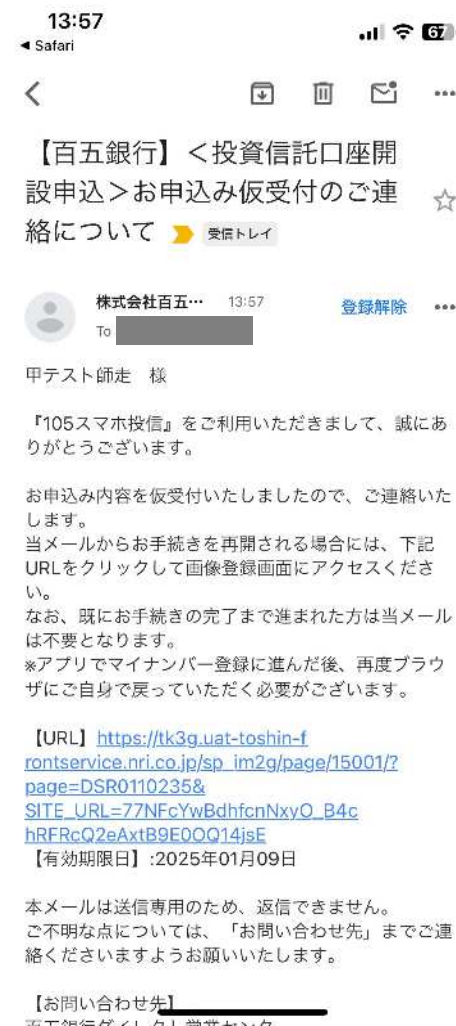 13:57
67
◀ Safari
【百五銀行】＜投資信託口座開
設申込＞お申込み仮受付のご連
絡について
受信トレイ
株式会社百五… 13:57
登録解除
To
甲テスト師走　様
『105スマホ投信』をご利用いただきまして、誠にあ
りがとうございます。
お申込み内容を仮受付いたしましたので、ご連絡いた
します。
当メールからお手続きを再開される場合には、下記
URLをクリックして画像登録画面にアクセスくださ
い。
なお、既にお手続きの完了まで進まれた方は当メール
は不要となります。
※アプリでマイナンバー登録に進んだ後、再度ブラウ
ザにご自身で戻っていただく必要がございます。
【URL】https://tk3g.uat-toshin-f
rontservice.nri.co.jp/sp_im2g/page/15001/?
page=DSR0110235&
SITE_URL=77NFcYwBdhfcnNxyO_B4c
hRFRcQ2eAxtB9E0OQ14jsE
【有効期限日】:2025年01月09日
本メールは送信専用のため、返信できません。
ご不明な点については、「お問い合わせ先」までご連
絡くださいますようお願いいたします。
【お問い合わせ先】
百五銀行ダイレクト営業センター